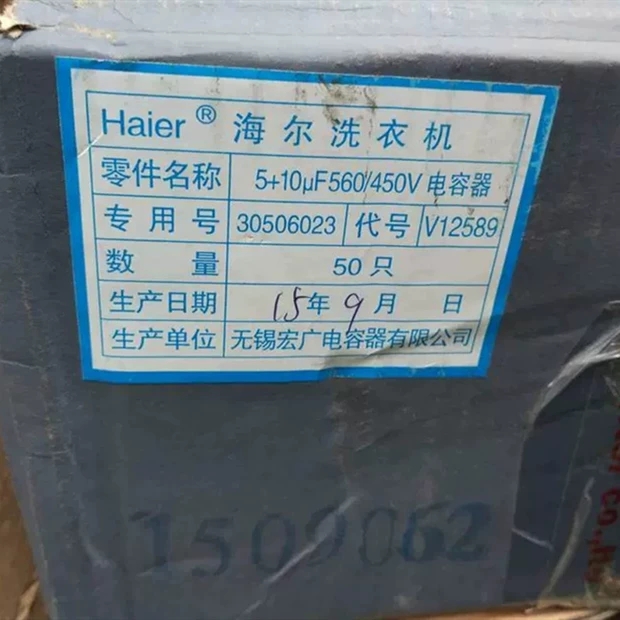 Haier® 海尔洗衣机
零件名称 5+10μF560/450V 电容器
专用号 30506023 代号 V12589
数量 50只
生产日期 15年9月 日
生产单位 无锡宏广电容器有限公司
1509062
Co.,